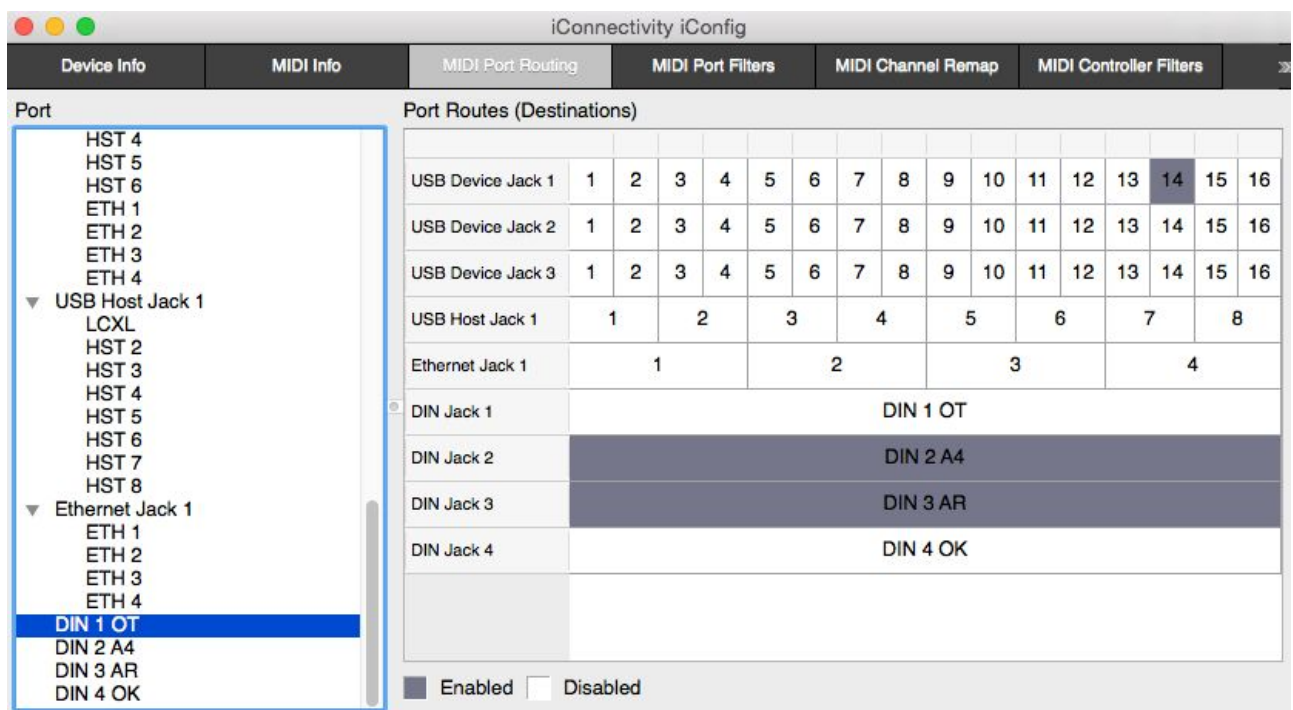 iConnectivity iConfig
Device Info MIDI Info MIDI Port Routing MIDI Port Filters MIDI Channel Remap MIDI Controller Filters »
Port
HST 4
HST 5
HST 6
ETH 1
ETH 2
ETH 3
ETH 4
USB Host Jack 1
LCXL
HST 2
HST 3
HST 4
HST 5
HST 6
HST 7
HST 8
Ethernet Jack 1
ETH 1
ETH 2
ETH 3
ETH 4
DIN 1 OT
DIN 2 A4
DIN 3 AR
DIN 4 OK
Port Routes (Destinations)
USB Device Jack 1 1 2 3 4 5 6 7 8 9 10 11 12 13 14 15 16
USB Device Jack 2 1 2 3 4 5 6 7 8 9 10 11 12 13 14 15 16
USB Device Jack 3 1 2 3 4 5 6 7 8 9 10 11 12 13 14 15 16
USB Host Jack 1 1 2 3 4 5 6 7 8
Ethernet Jack 1 1 2 3 4
DIN Jack 1 DIN 1 OT
DIN Jack 2 DIN 2 A4
DIN Jack 3 DIN 3 AR
DIN Jack 4 DIN 4 OK
Enabled Disabled